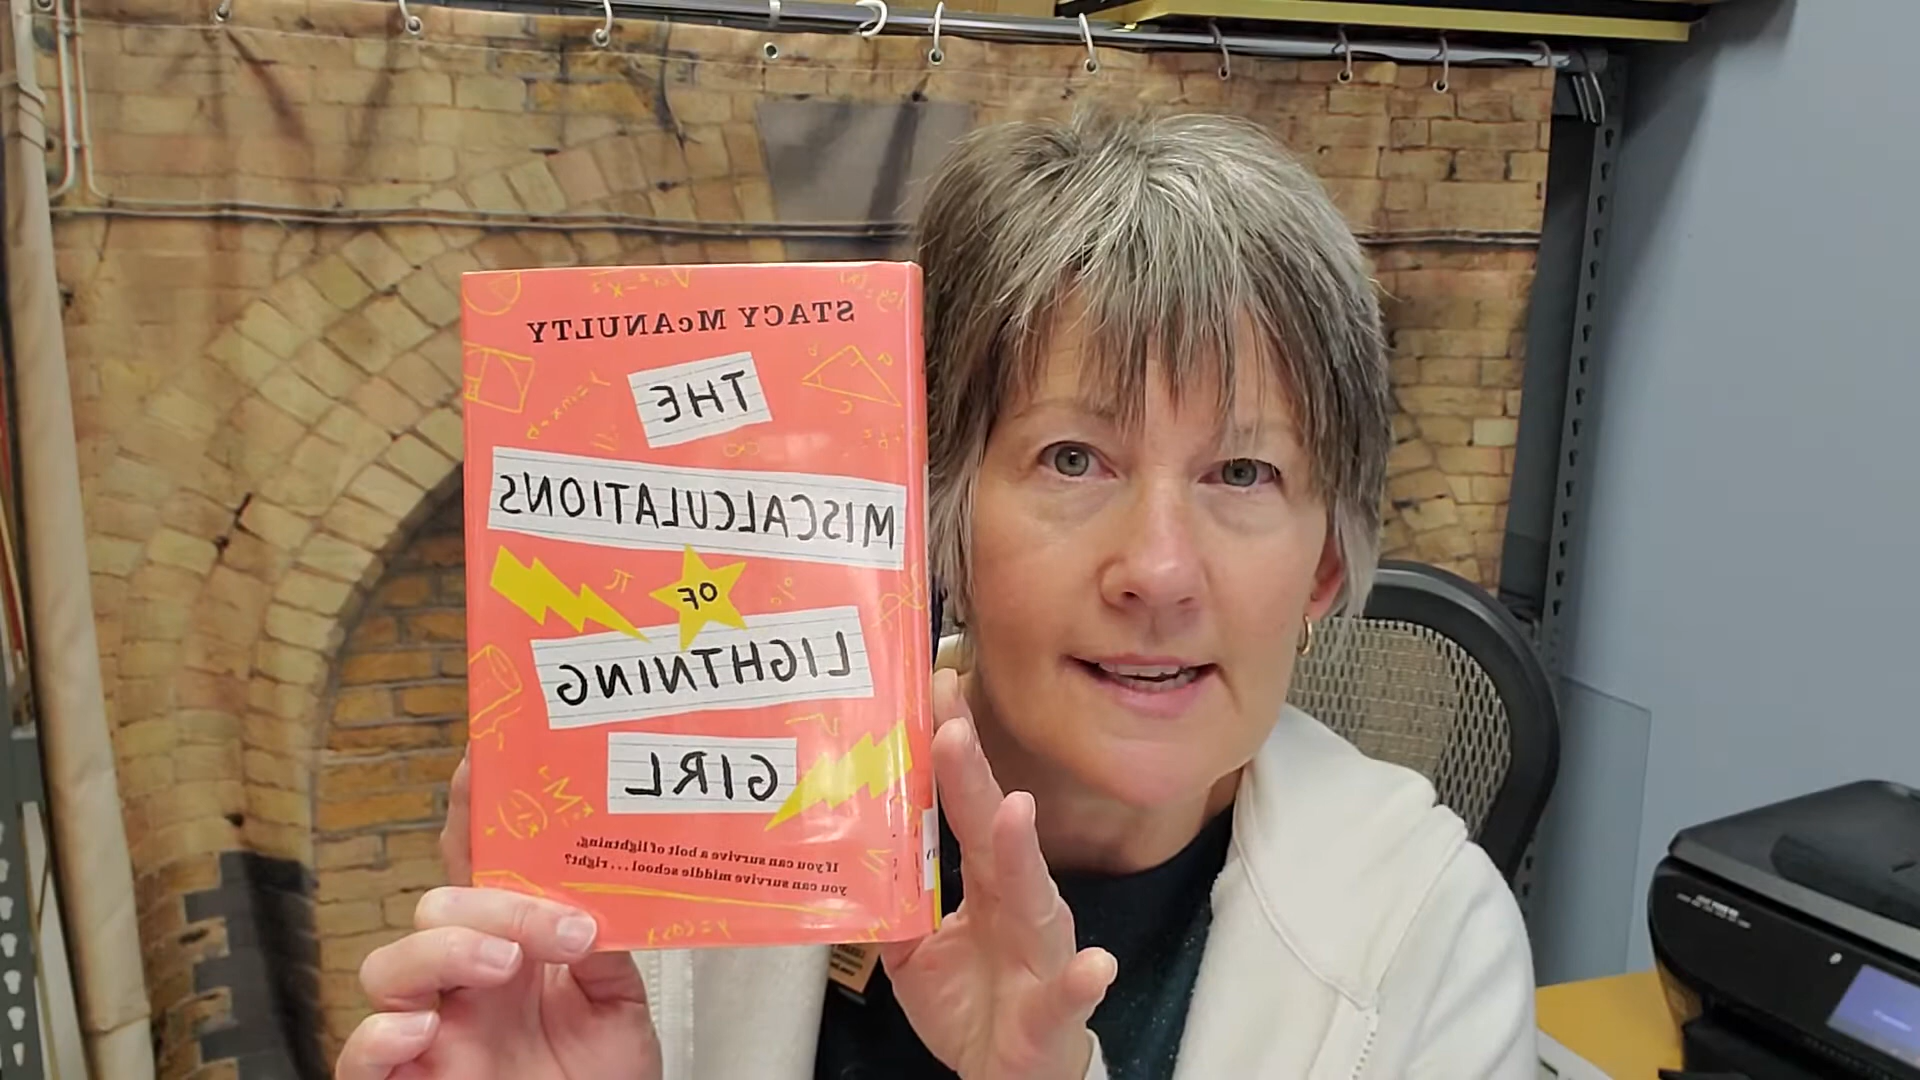 STACY McANULTY
THE
MISCALCULATIONS
OF
LIGHTNING
GIRL
If you can survive a bolt of lightning,
you can survive middle school . . . right?
y = cos x